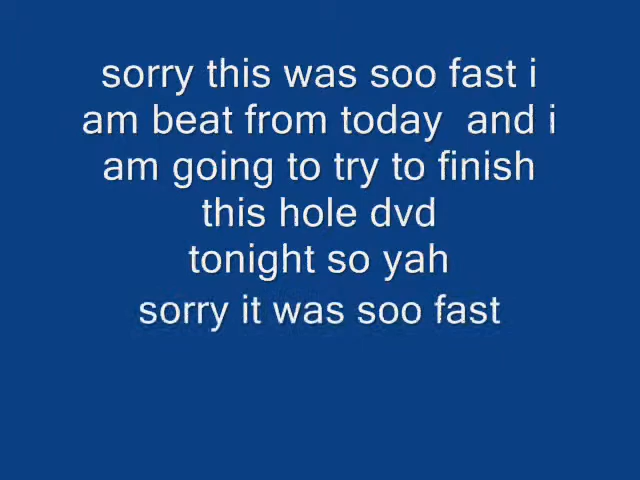 sorry this was soo fast i
am beat from today  and i
am going to try to finish
this hole dvd
tonight so yah
sorry it was soo fast